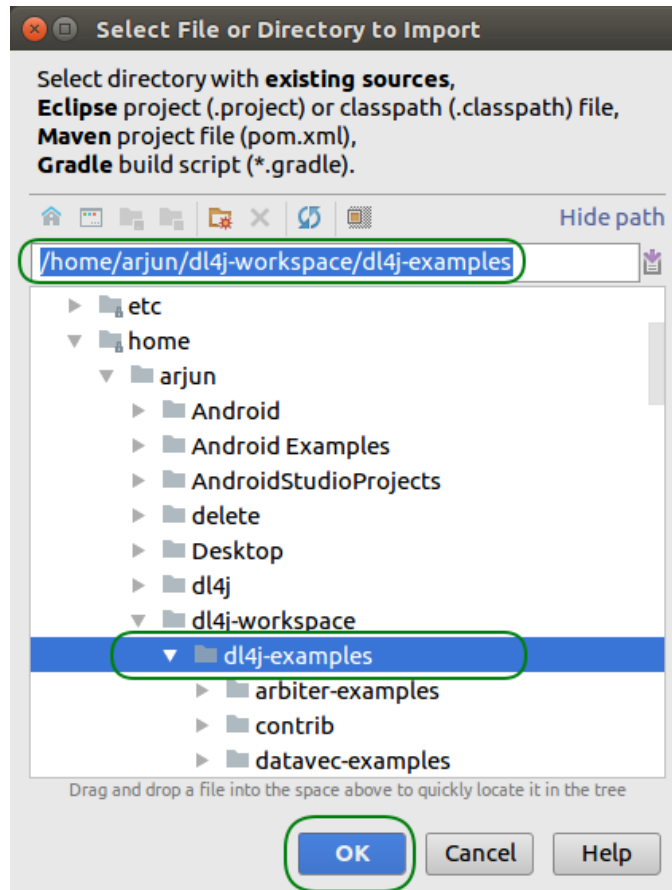 Select File or Directory to Import
Select directory with existing sources,
Eclipse project (.project) or classpath (.classpath) file,
Maven project file (pom.xml),
Gradle build script (*.gradle).
Hide path
/home/arjun/dl4j-workspace/dl4j-examples
etc
home
arjun
Android
Android Examples
AndroidStudioProjects
delete
Desktop
dl4j
dl4j-workspace
dl4j-examples
arbiter-examples
contrib
datavec-examples
Drag and drop a file into the space above to quickly locate it in the tree
OK Cancel Help